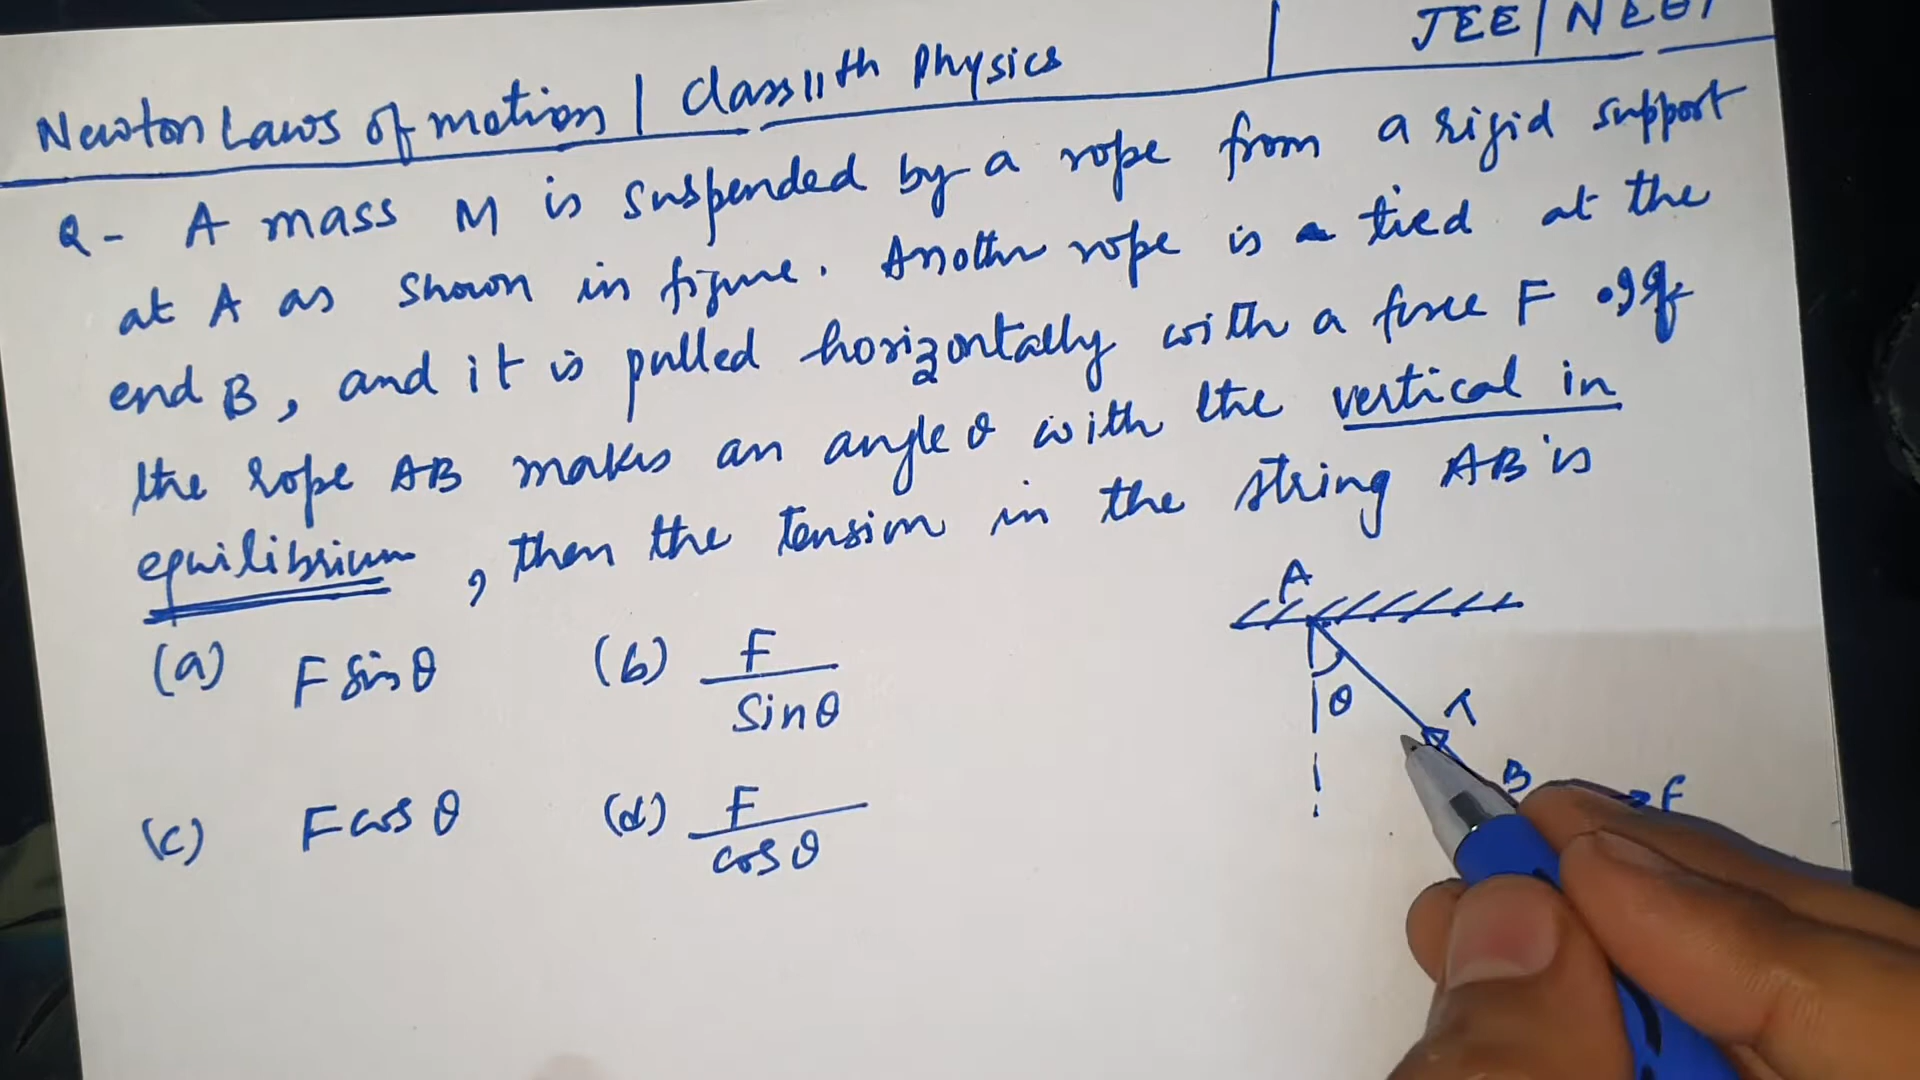 Newton Laws of motion | Class 11th Physics | JEE/NEET
Q- A mass M is suspended by a rope from a rigid support
at A as shown in figure. Another rope is a tied at the
end B, and it is pulled horizontally with a force F. If
the rope AB makes an angle θ with the vertical in
equilibrium, then the tension in the string AB is
(a) F sinθ (b) F/sinθ
(c) F cos θ (d) F/cos θ
A
θ
T
B
F